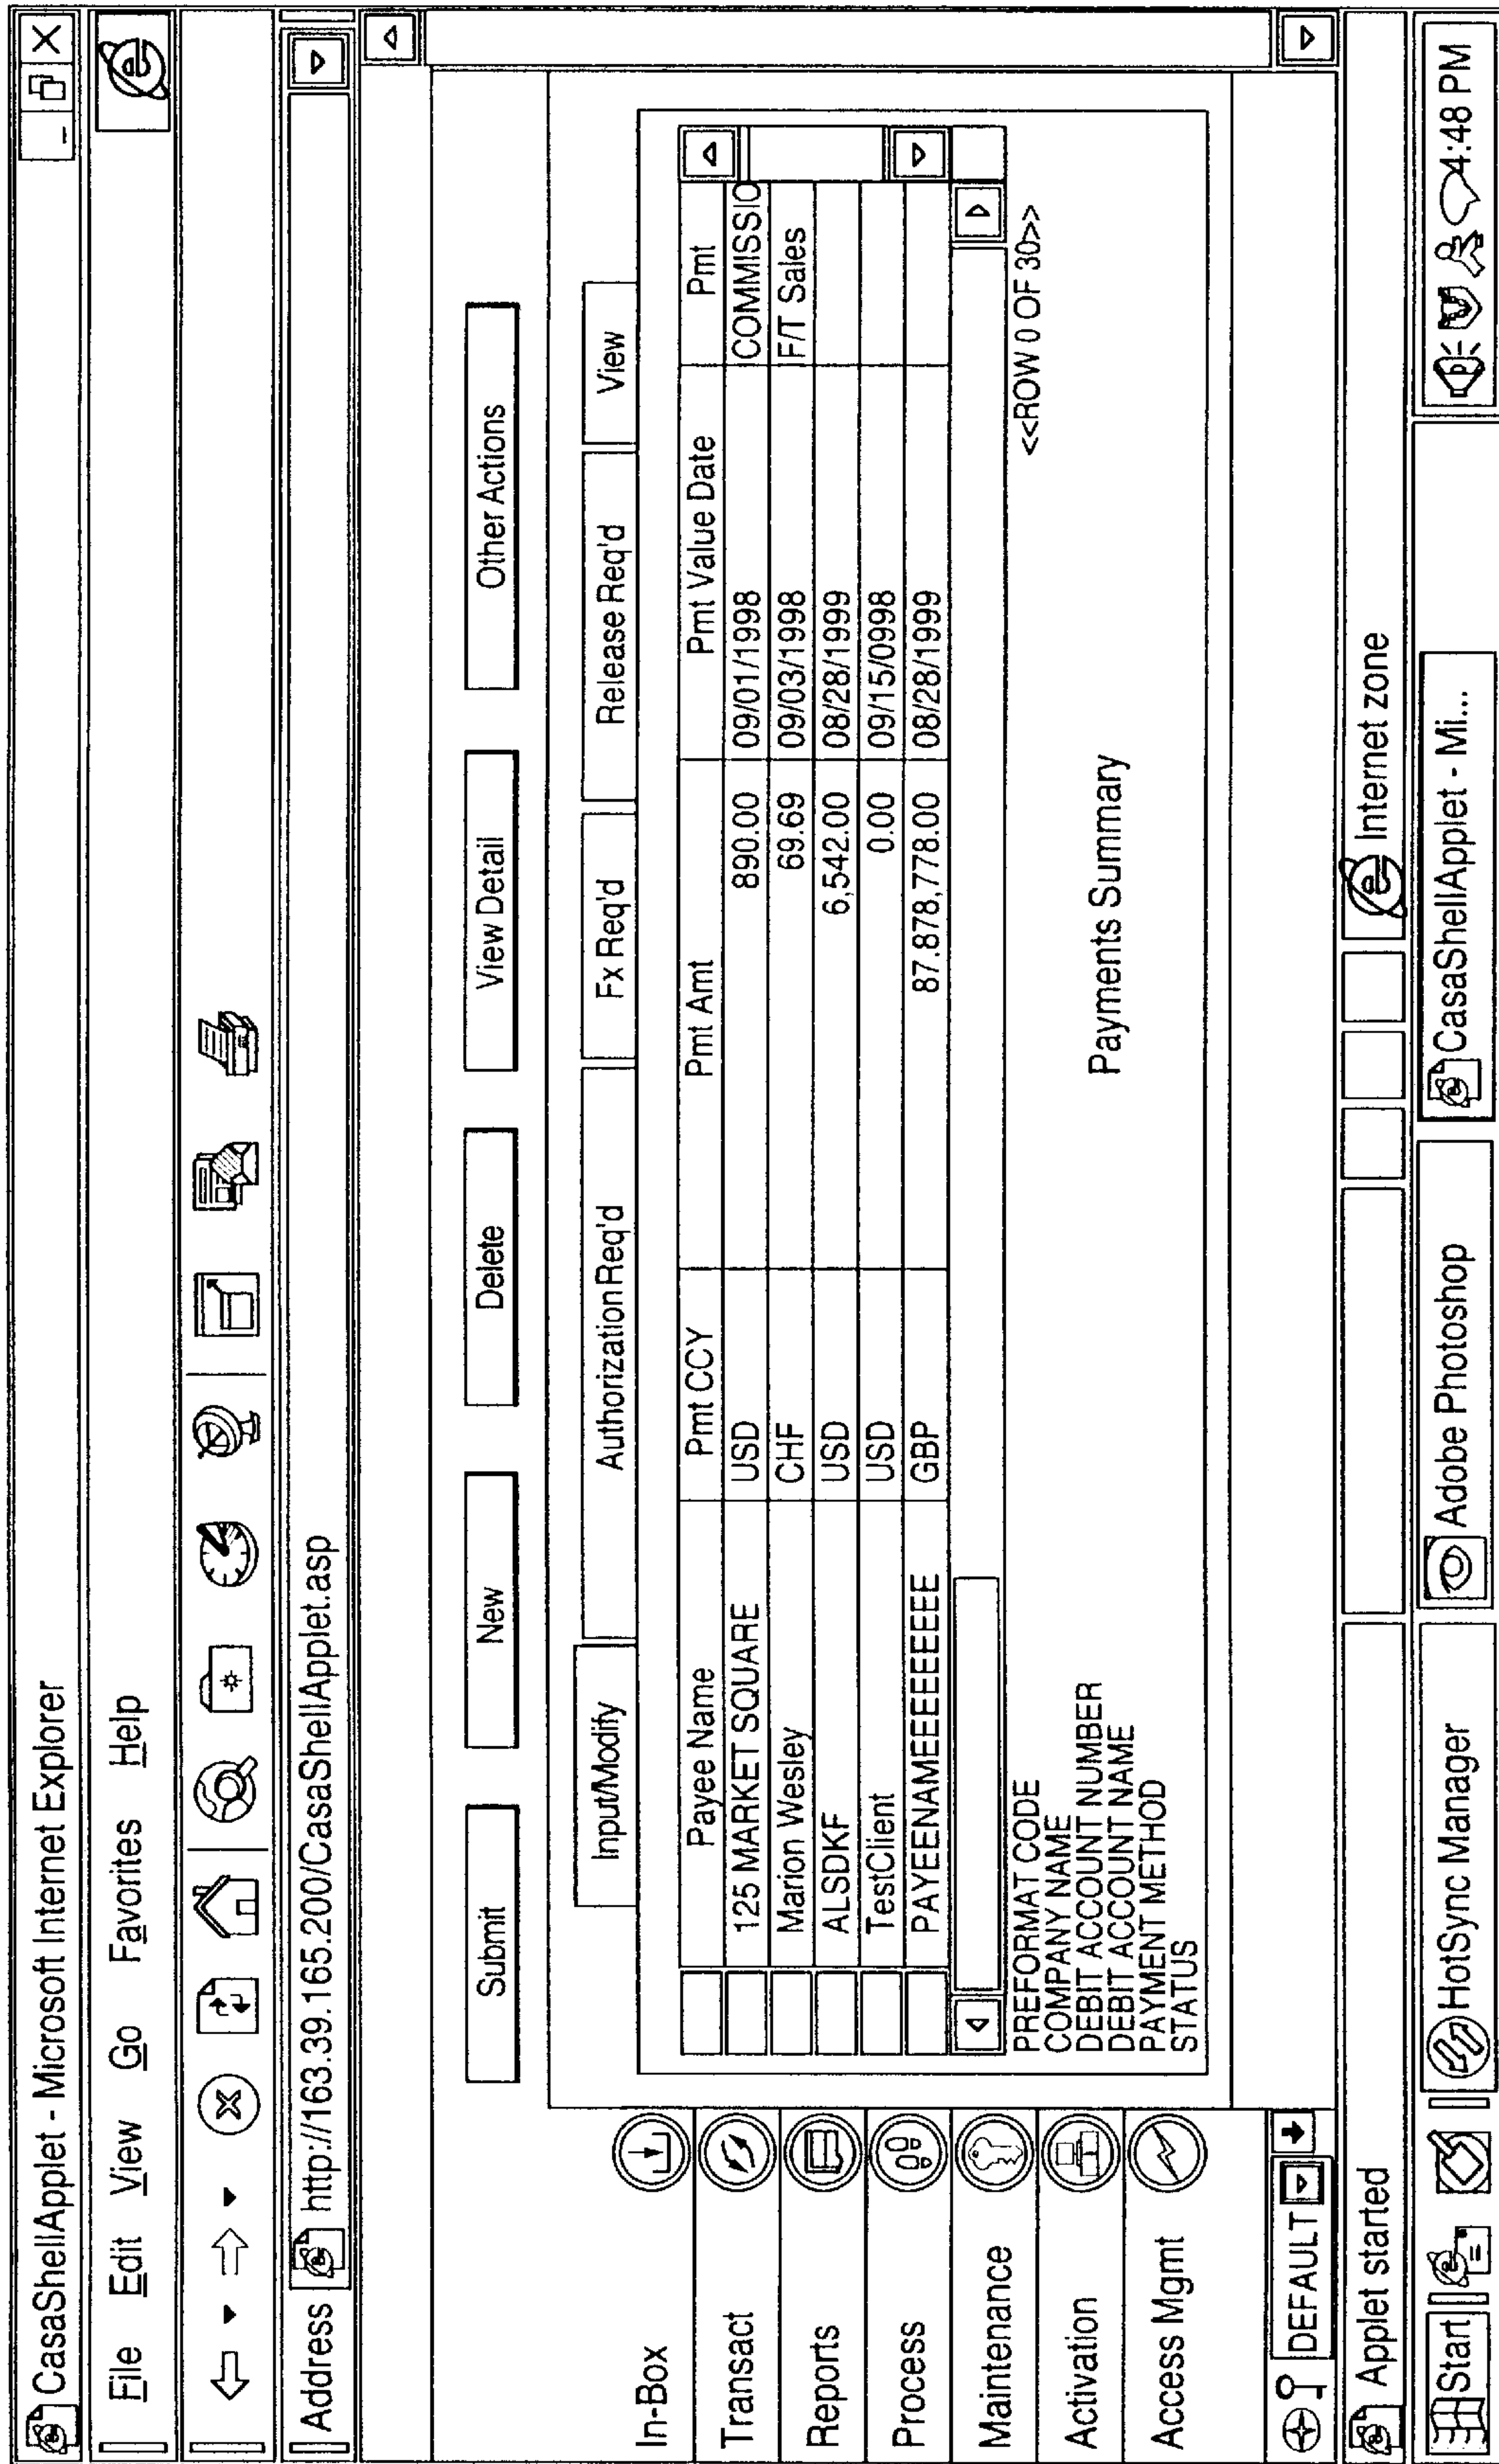 CasaShellApplet - Microsoft Internet Explorer
File Edit View Go Favorites Help
Address http://163.39.165.200/CasaShellApplet.asp
Submit New Delete View Detail Other Actions
Input/Modify Authorization Req'd Fx Req'd Release Req'd View
In-Box
Transact
Reports
Process
Maintenance
Activation
Access Mgmt
DEFAULT
Payee Name Pmt CCY Pmt Amt Pmt Value Date Pmt
125 MARKET SQUARE USD 890.00 09/01/1998 COMMISSIO
Marion Wesley CHF 69.69 09/03/1998 F/T Sales
ALSDKF USD 6,542.00 08/28/1999
TestClient USD 0.00 09/15/0998
PAYEENAMEEEEEEEEE GBP 87.878,778.00 08/28/1999
<<ROW 0 OF 30>>
PREFORMAT CODE
COMPANY NAME
DEBIT ACCOUNT NUMBER
DEBIT ACCOUNT NAME
PAYMENT METHOD
STATUS
Payments Summary
Applet started Internet zone
Start HotSync Manager Adobe Photoshop CasaShellApplet - Mi... 4:48 PM